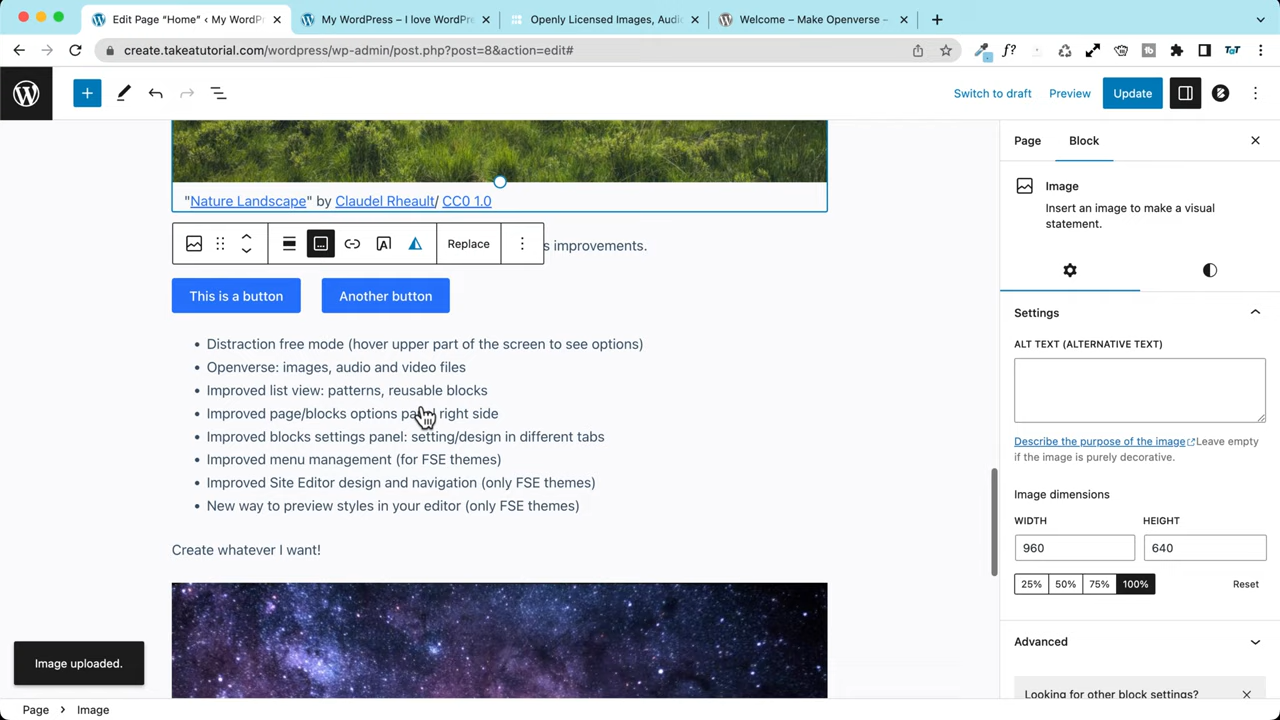 Edit Page "Home" ‹ My WordPr
My WordPress – I love WordPre
Openly Licensed Images, Audio
Welcome – Make Openverse –
create.takeatutorial.com/wordpress/wp-admin/post.php?post=8&action=edit#
f?
TaT
Switch to draft
Preview
Update
Page
Block
Image
Insert an image to make a visual
statement.
"Nature Landscape" by Claudel Rheault/ CC0 1.0
Replace
s improvements.
This is a button
Another button
Settings
ALT TEXT (ALTERNATIVE TEXT)
• Distraction free mode (hover upper part of the screen to see options)
• Openverse: images, audio and video files
• Improved list view: patterns, reusable blocks
• Improved page/blocks options right side
• Improved blocks settings panel: setting/design in different tabs
• Improved menu management (for FSE themes)
• Improved Site Editor design and navigation (only FSE themes)
• New way to preview styles in your editor (only FSE themes)
Describe the purpose of the image Leave empty
if the image is purely decorative.
Image dimensions
WIDTH
HEIGHT
960
640
25%
50%
75%
100%
Reset
Create whatever I want!
Advanced
Image uploaded.
Looking for other block settings?
Page
Image